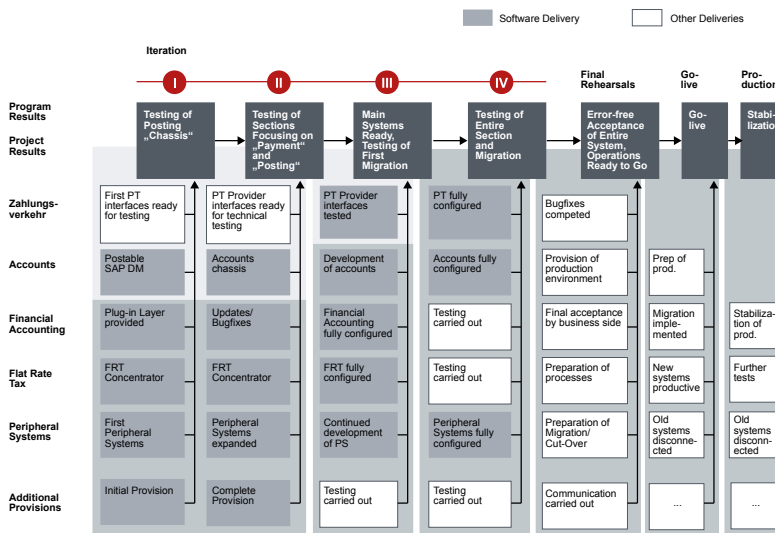 Software Delivery
Other Deliveries
Iteration
I
II
III
IV
Final
Rehearsals
Go-
live
Pro-
duction
Program
Results
Project
Results
Testing of
Posting
„Chassis“
Testing of
Sections
Focusing on
„Payment“
and
„Posting“
Main
Systems
Ready,
Testing of
First
Migration
Testing of
Entire
Section
and
Migration
Error-free
Acceptance
of Entire
System,
Operations
Ready to Go
Go-
live
Stabi-
lizatio
Zahlungs-
verkehr
First PT
interfaces ready
for testing
PT Provider
interfaces ready
for technical
testing
PT Provider
interfaces
tested
PT fully
configured
Bugfixes
competed
Accounts
Postable
SAP DM
Accounts
chassis
Development
of accounts
Accounts fully
configured
Provision of
production
environment
Prep of
prod.
Financial
Accounting
Plug-in Layer
provided
Updates/
Bugfixes
Financial
Accounting
fully configured
Testing
carried out
Final acceptance
by business side
Migration
imple-
mented
Stabiliza-
tion of
prod.
Flat Rate
Tax
FRT
Concentrator
FRT
Concentrator
FRT fully
configured
Testing
carried out
Preparation of
processes
New
systems
productive
Further
tests
Peripheral
Systems
First
Peripheral
Systems
Peripheral
Systems
expanded
Continued
development
of PS
Peripheral
Systems fully
configured
Preparation of
Migration/
Cut-Over
Old
systems
disconne-
cted
Old
systems
disconn-
ected
Additional
Provisions
Initial Provision
Complete
Provision
Testing
carried out
Testing
carried out
Communication
carried out
...
...